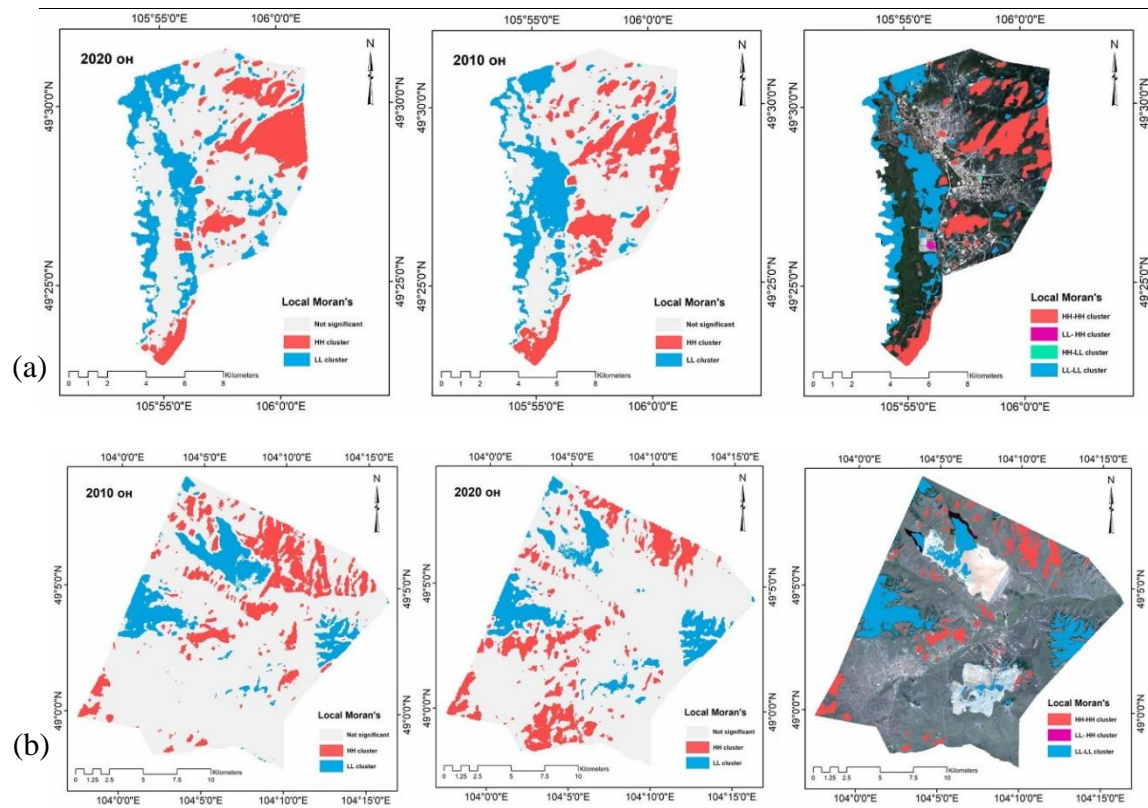 105°55'0"E 106°0'0"E 105°55'0"E 106°0'0"E 105°55'0"E 106°0'0"E
2020 он N 2010 он N N
49°30'0"N 49°30'0"N 49°30'0"N 49°30'0"N
49°25'0"N 49°25'0"N 49°25'0"N 49°25'0"N
Local Moran's Local Moran's Local Moran's
Not significant Not significant HH-HH cluster
HH cluster HH cluster LL- HH cluster
LL cluster LL cluster HH-LL cluster
LL-LL cluster
(a)
0 1 2 4 6 8 Kilometers 0 1 2 4 6 8 Kilometers 0 1 2 4 6 8 Kilometers
105°55'0"E 106°0'0"E 105°55'0"E 106°0'0"E 105°55'0"E 106°0'0"E
104°0'0"E 104°5'0"E 104°10'0"E 104°15'0"E 104°0'0"E 104°5'0"E 104°10'0"E 104°15'0"E 104°0'0"E 104°5'0"E 104°10'0"E 104°15'0"E
2010 он N 2020 он N N
49°5'0"N 49°5'0"N 49°5'0"N 49°5'0"N
49°0'0"N 49°0'0"N 49°0'0"N 49°0'0"N
Local Moran's Local Moran's Local Moran's
Not significant Not significant HH-HH cluster
HH cluster HH cluster LL- HH cluster
LL cluster LL cluster LL-LL cluster
(b)
0 1.25 2.5 5 7.5 10 Kilometers 0 1.25 2.5 5 7.5 10 Kilometers 0 1.25 2.5 5 7.5 10 Kilometers
104°0'0"E 104°5'0"E 104°10'0"E 104°0'0"E 104°5'0"E 104°10'0"E 104°0'0"E 104°5'0"E 104°10'0"E 104°15'0"E